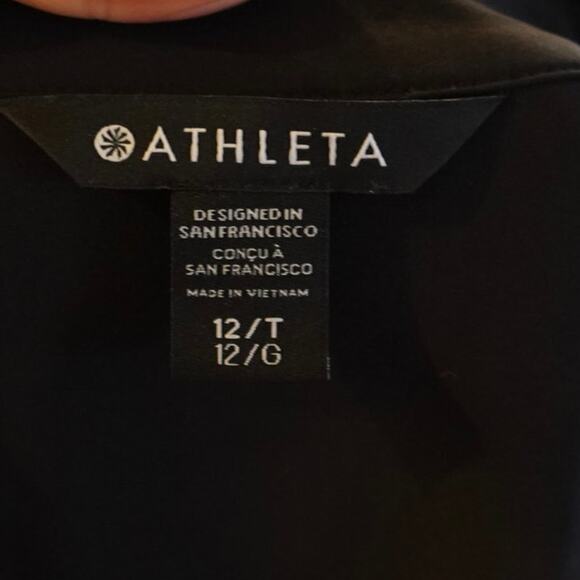 ATHLETA
DESIGNED IN
SAN FRANCISCO
CONÇU À
SAN FRANCISCO
MADE IN VIETNAM
12/T
12/G